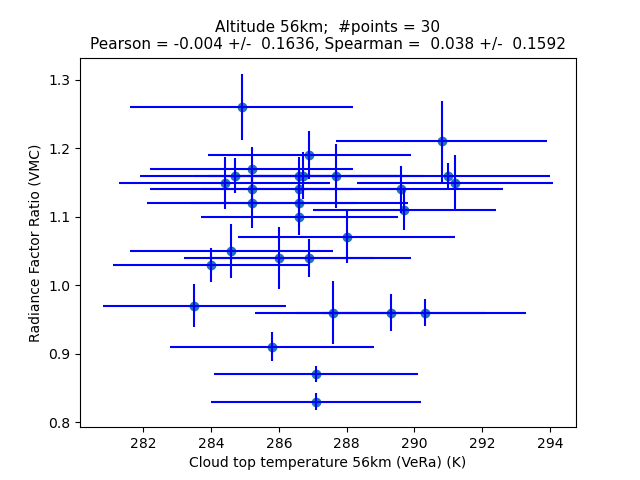 Altitude 56km;  #points = 30
Pearson = -0.004 +/-  0.1636, Spearman =  0.038 +/-  0.1592
1.3
1.2
1.1
1.0
0.9
0.8
Radiance Factor Ratio (VMC)
282 284 286 288 290 292 294
Cloud top temperature 56km (VeRa) (K)